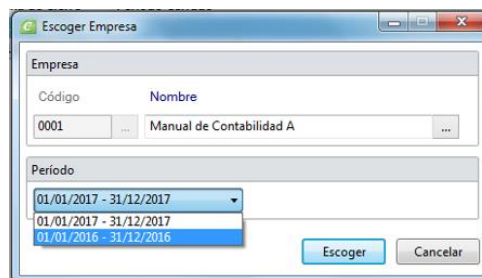 Escoger Empresa
Empresa
Código Nombre
0001 ... Manual de Contabilidad A ...
Período
01/01/2017 - 31/12/2017
01/01/2017 - 31/12/2017
01/01/2016 - 31/12/2016
Escoger Cancelar